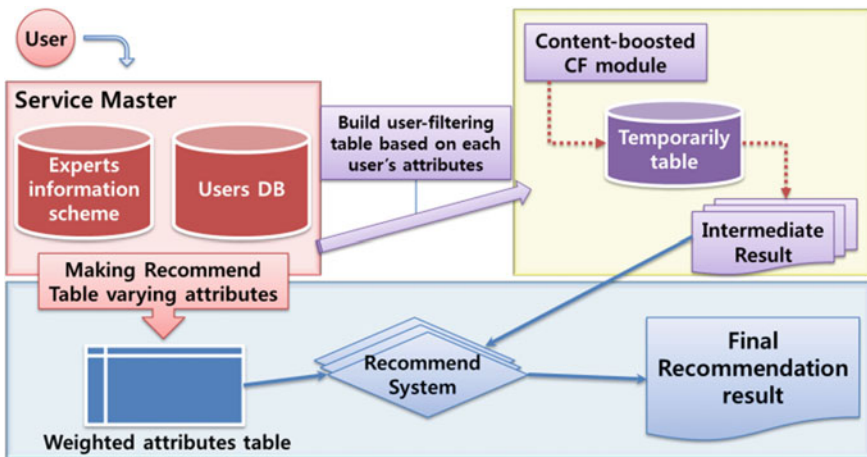 User
Service Master
Experts
information
scheme
Users DB
Build user-filtering
table based on each
user's attributes
Content-boosted
CF module
Temporarily
table
Intermediate
Result
Making Recommend
Table varying attributes
Weighted attributes table
Recommend
System
Final
Recommendation
result